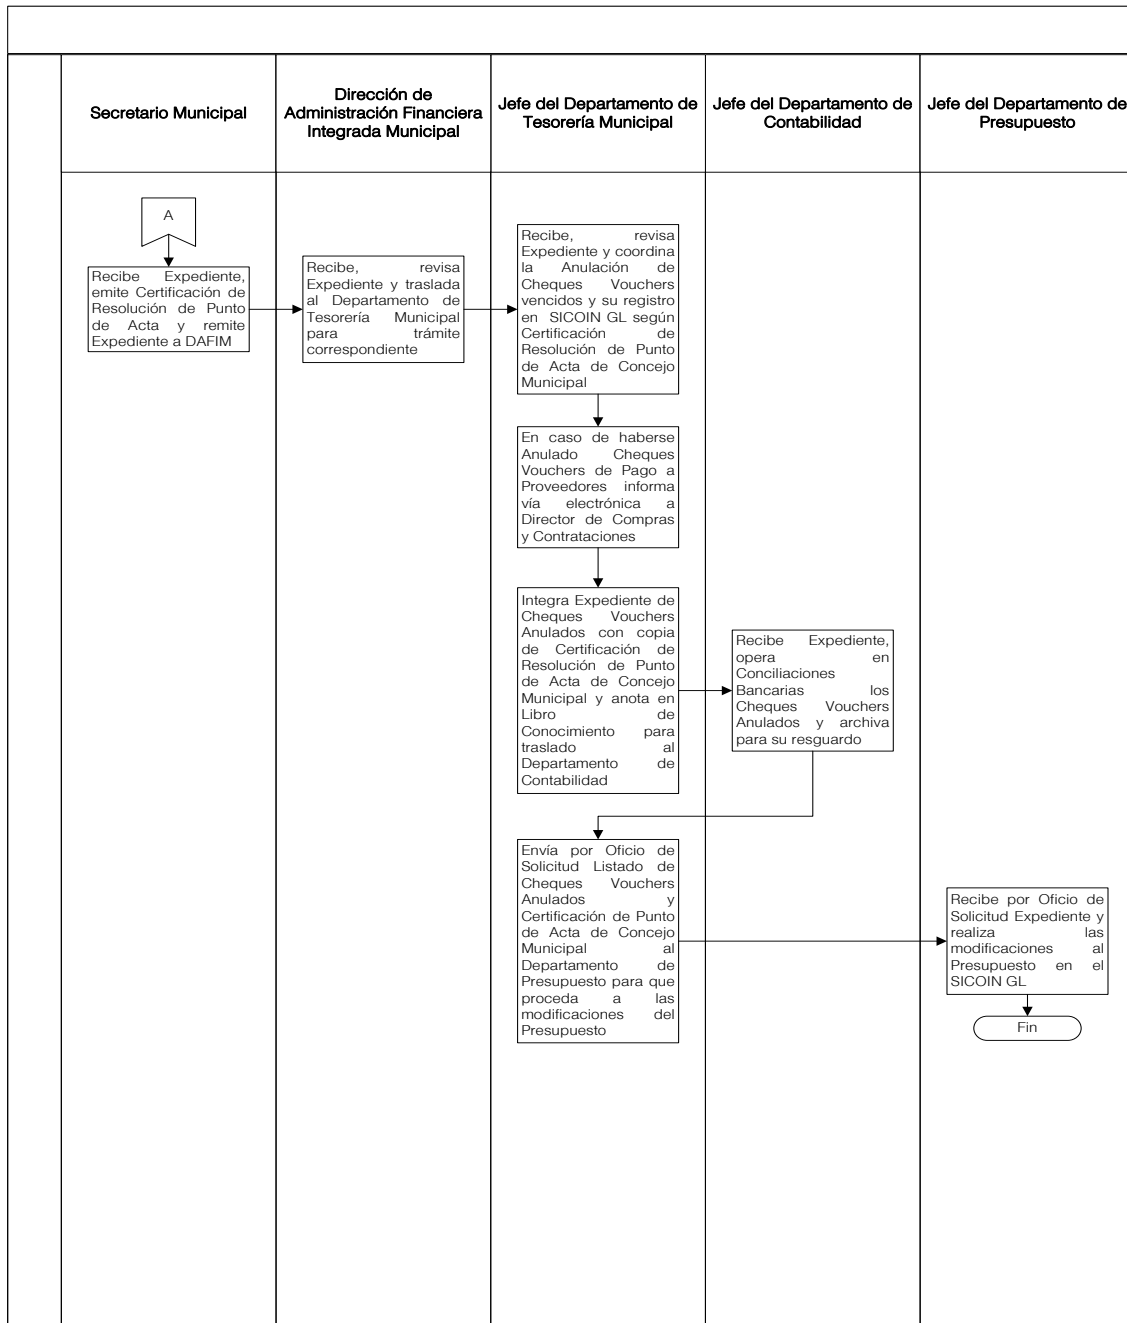 Secretario Municipal
Dirección de
Administración Financiera
Integrada Municipal
Jefe del Departamento de
Tesorería Municipal
Jefe del Departamento de
Contabilidad
Jefe del Departamento de
Presupuesto
A
Recibe Expediente,
emite Certificación de
Resolución de Punto
de Acta y remite
Expediente a DAFIM
Recibe, revisa
Expediente y traslada
al Departamento de
Tesorería Municipal
para trámite
correspondiente
Recibe, revisa
Expediente y coordina
la Anulación de
Cheques Vouchers
vencidos y su registro
en SICOIN GL según
Certificación de
Resolución de Punto
de Acta de Concejo
Municipal
En caso de haberse
Anulado Cheques
Vouchers de Pago a
Proveedores informa
vía electrónica a
Director de Compras
y Contrataciones
Integra Expediente de
Cheques Vouchers
Anulados con copia
de Certificación de
Resolución de Punto
de Acta de Concejo
Municipal y anota en
Libro de
Conocimiento para
traslado al
Departamento de
Contabilidad
Recibe Expediente,
opera en
Conciliaciones
Bancarias los
Cheques Vouchers
Anulados y archiva
para su resguardo
Envía por Oficio de
Solicitud Listado de
Cheques Vouchers
Anulados y
Certificación de Punto
de Acta de Concejo
Municipal al
Departamento de
Presupuesto para que
proceda a las
modificaciones del
Presupuesto
Recibe por Oficio de
Solicitud Expediente y
realiza las
modificaciones al
Presupuesto en el
SICOIN GL
Fin